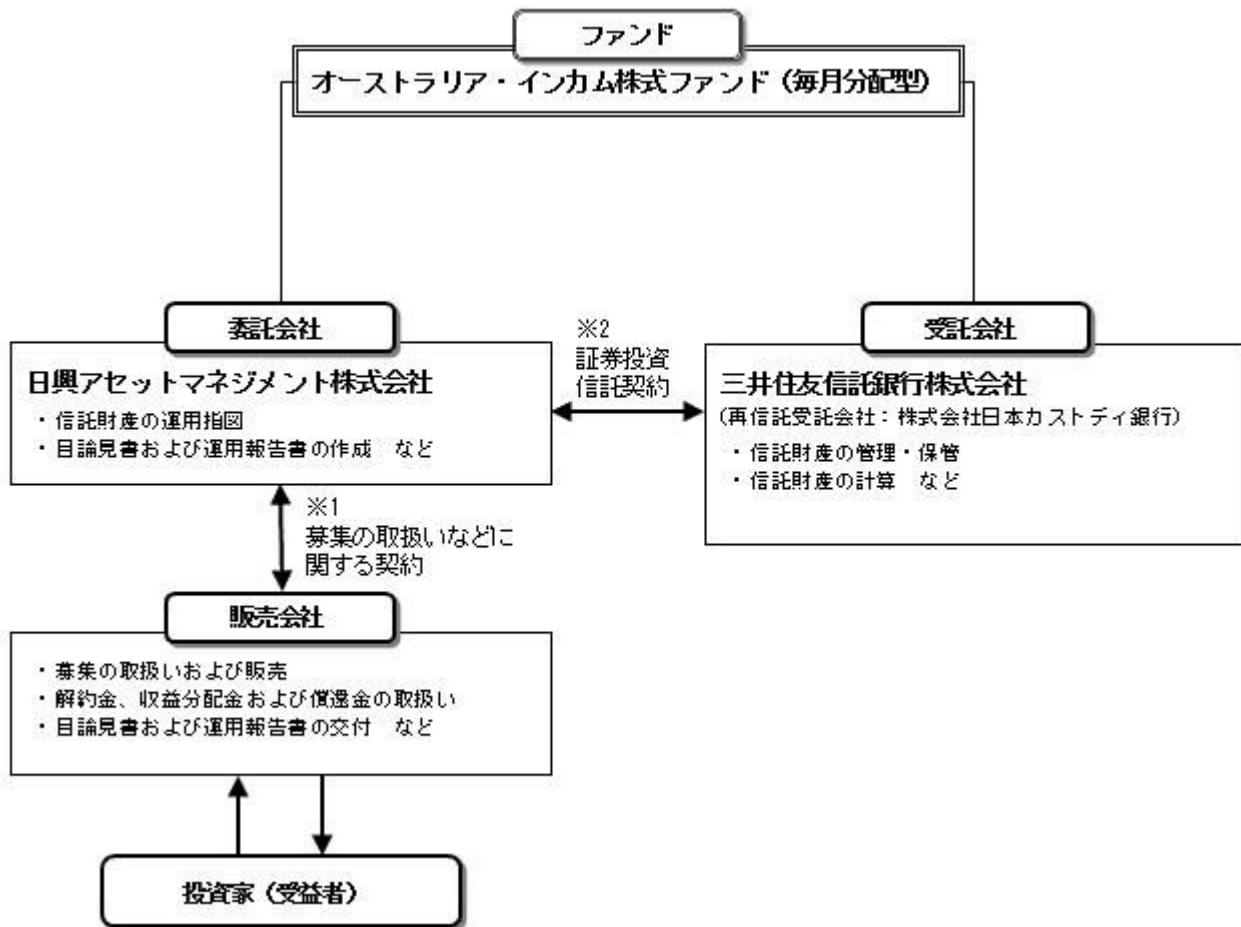 ファンド
オーストラリア・インカム株式ファンド（毎月分配型）
委託会社
日興アセットマネジメント株式会社
・信託財産の運用指図
・目論見書および運用報告書の作成　など
※2
証券投資
信託契約
受託会社
三井住友信託銀行株式会社
（再信託受託会社：株式会社日本カストディ銀行）
・信託財産の管理・保管
・信託財産の計算　など
※1
募集の取扱いなどに
関する契約
販売会社
・募集の取扱いおよび販売
・解約金、収益分配金および償還金の取扱い
・目論見書および運用報告書の交付　など
投資家（受益者）